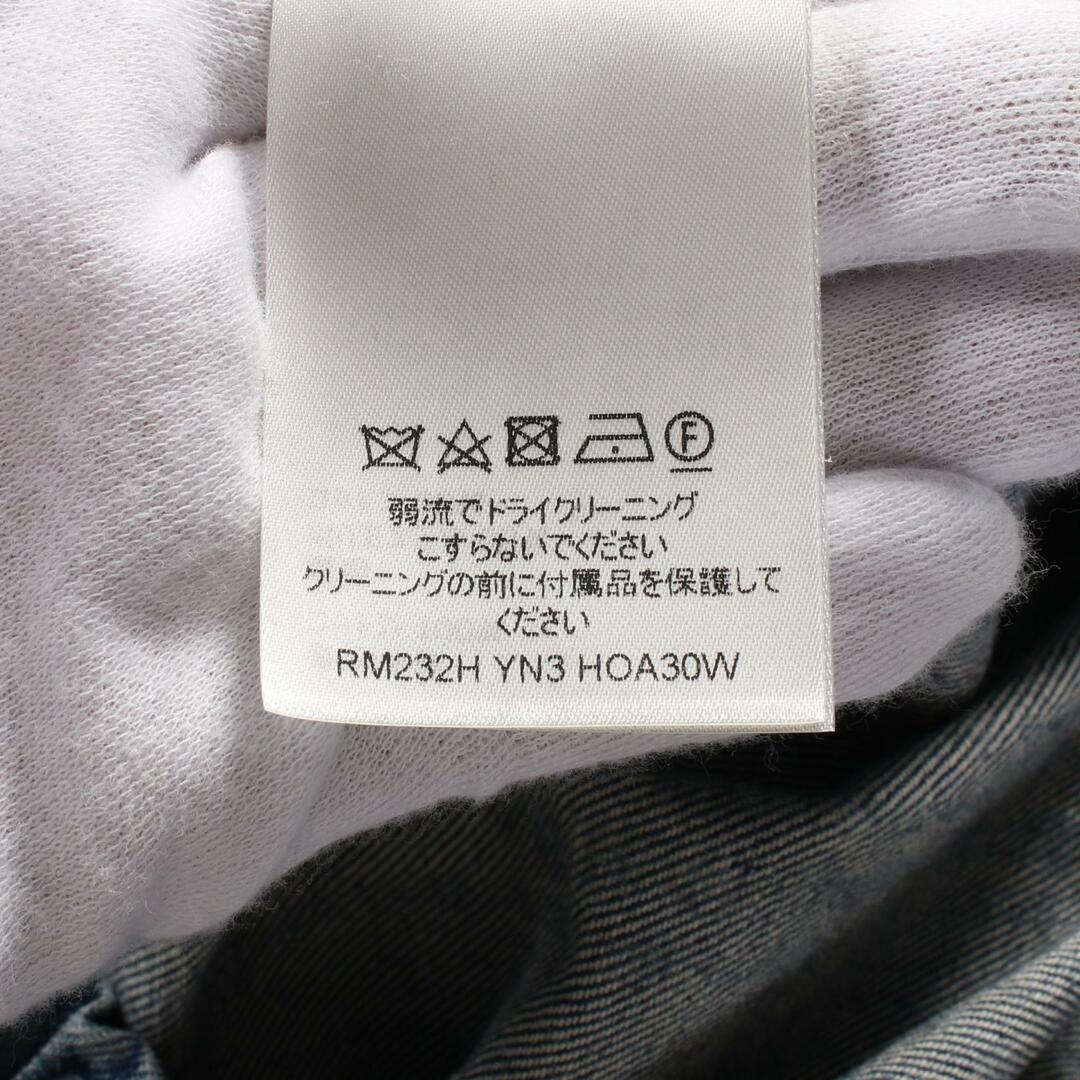 F
弱流でドライクリーニング
こすらないでください
クリーニングの前に付属品を保護して
ください
RM232H YN3 HOA30W